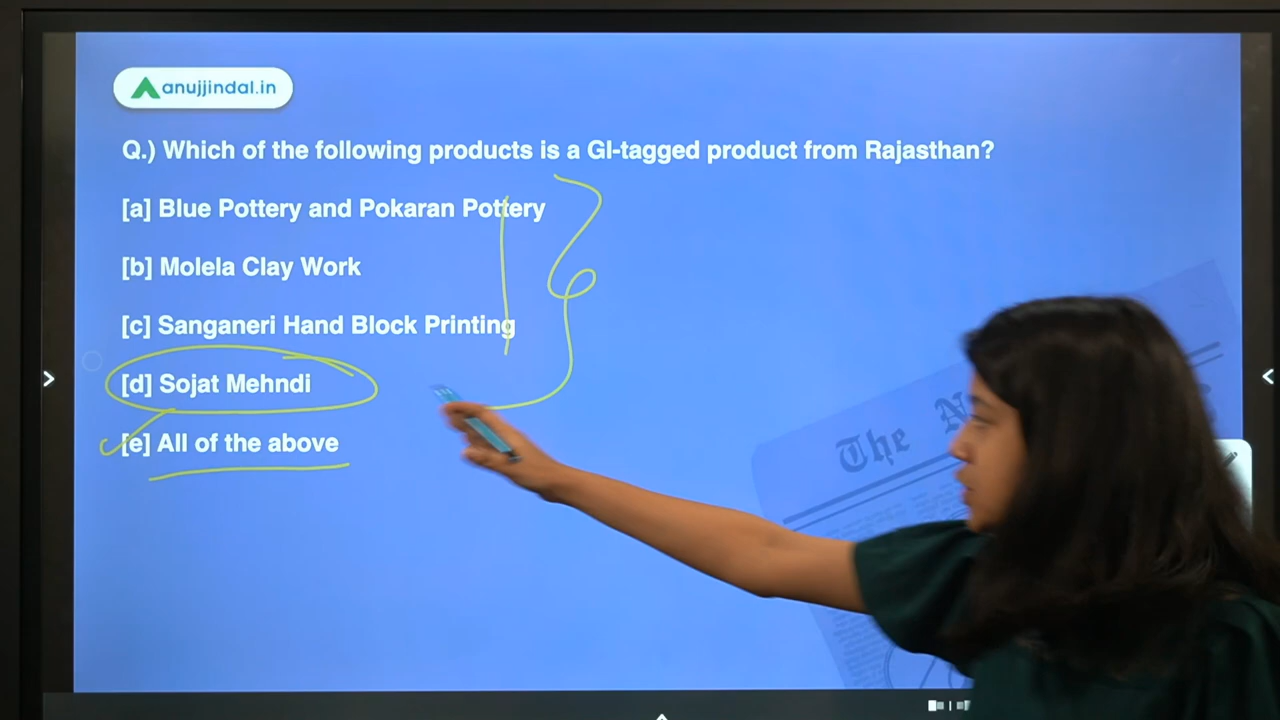 anujjindal.in
Q.) Which of the following products is a GI-tagged product from Rajasthan?
[a] Blue Pottery and Pokaran Pottery
[b] Molela Clay Work
[c] Sanganeri Hand Block Printing
[d] Sojat Mehndi
[e] All of the above
The N